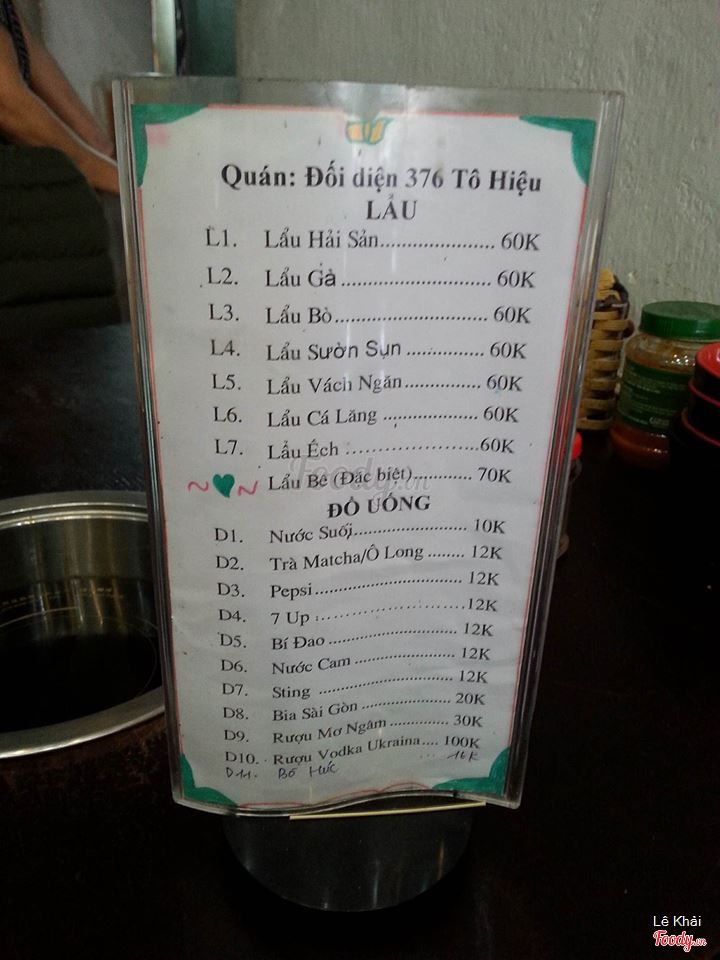 Quán: Đối diện 376 Tô Hiệu
LẨU
L1. Lẩu Hải Sản...................... 60K
L2. Lẩu Gà............................ 60K
L3. Lẩu Bò............................. 60K
L4. Lẩu Sườn Sụn ............... 60K
L5. Lẩu Vách Ngăn............... 60K
L6. Lẩu Cá Lăng .................. 60K
L7. Lẩu Ếch .........................60K
Lẩu Bê (Đặc biệt)........... 70K
ĐỒ UỐNG
D1. Nước Suối...................... 10K
D2. Trà Matcha/Ô Long ........ 12K
D3. Pepsi............................ 12K
D4. 7 Up ............................12K
D5. Bí Đao ........................ 12K
D6. Nước Cam ................... 12K
D7. Sting ......................... 12K
D8. Bia Sài Gòn .................. 20K
D9. Rượu Mơ Ngâm ............. 30K
D10. Rượu Vodka Ukraina.... 100K
D11. Bò Húc ... 16K
Foody.vn
Lê Khải
Foody.vn